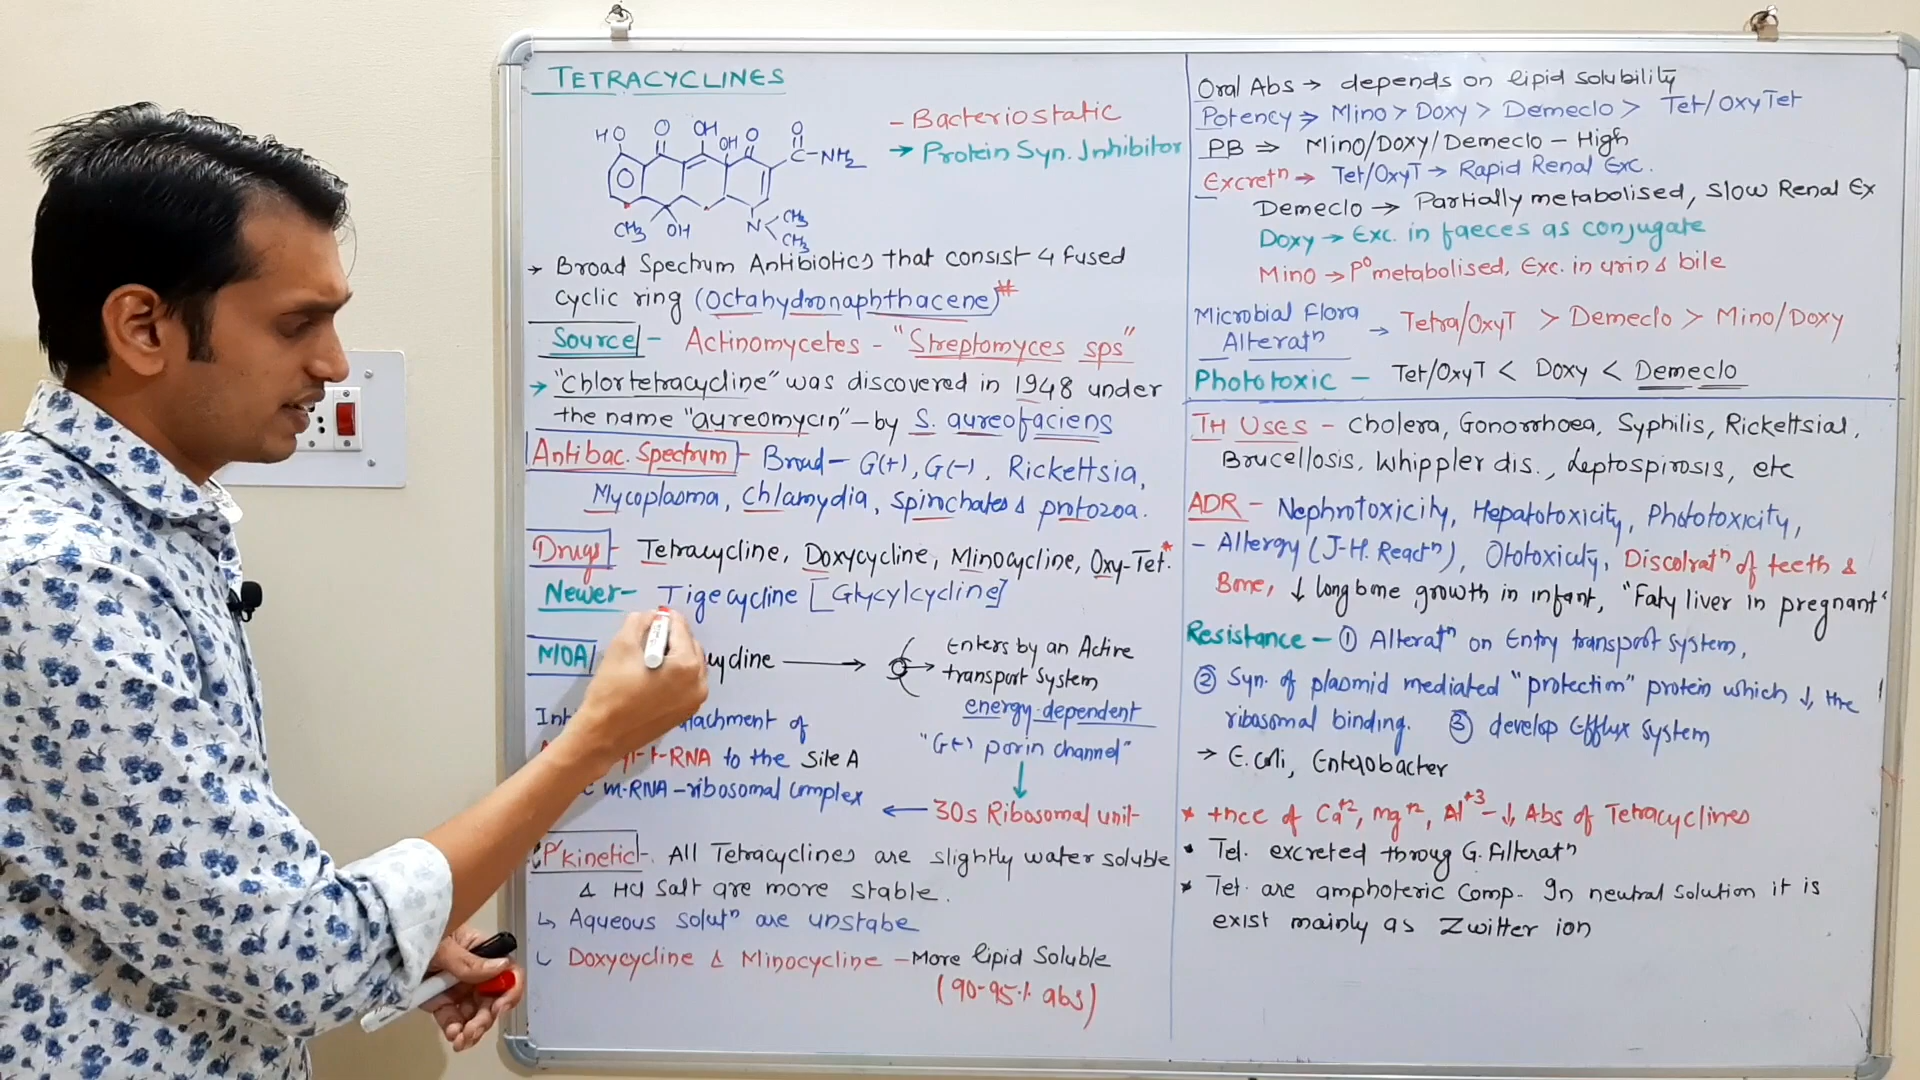 TETRACYCLINES
HO O OH OH O O
C-NH2
CH3 OH N CH3
CH3
- Bacteriostatic
→ Protein Syn. Inhibitor
→ Broad Spectrum Antibiotics that consist 4 fused
cyclic ring (Octahydronaphthacene)#
Source - Actinomycetes - "Streptomyces sps"
→ "Chlortetracycline" was discovered in 1948 under
the name "aureomycin" - by S. aureofaciens
Antibac. Spectrum - Broad - G(+), G(-), Rickettsia,
Mycoplasma, Chlamydia, Spirochates & protozoa.
Drugs - Tetracycline, Doxycycline, Minocycline, Oxy-Tet.*
Newer - Tigecycline [Glycylcycline]
MOA ycline → Enters by an Active
transport System
energy-dependent
"G(-) porin channel"
↓
30s Ribosomal unit
←
Int tachment of
yl-t-RNA to the Site A
m-RNA-ribosomal complex
P'kinetic - All Tetracyclines are slightly water soluble
& HCl Salt are more stable.
↳ Aqueous solutn are unstabe
Doxycycline & Minocycline - More lipid Soluble
(90-95% abs)
Oral Abs → depends on lipid solubility
Potency ⇒ Mino > Doxy > Demeclo > Tet/OxyTet
PB ⇒ Mino/Doxy/Demeclo - High
Excretn → Tet/OxyT → Rapid Renal Exc.
Demeclo → Partially metabolised, Slow Renal Ex
Doxy → Exc. in faeces as conjugate
Mino → P° metabolised, Exc. in urin & bile
Microbial Flora
Alteratn → Tetra/OxyT > Demeclo > Mino/Doxy
Phototoxic - Tet/OxyT < Doxy < Demeclo
TH USES - Cholera, Gonorrhoea, Syphilis, Rickettsial,
Brucellosis, Whippler dis., Leptospirosis, etc
ADR - Nephrotoxicity, Hepatotoxicity, Phototoxicity,
- Allergy (J-H. Reactn), Ototoxicity, Discolratn of teeth &
Bone, ↓ long bone growth in infant, "Faty liver in pregnant"
Resistance - ① Alteratn on Entry transport system,
② Syn. of plasmid mediated "protection" protein which ↓ the
ribosomal binding. ③ develop Efflux system
→ E. Coli, Enterobacter
* +nce of Ca+2, mg+2, Al+3 - ↓ Abs of Tetracyclines
• Tet. excreted throug G. filteratn
* Tet. are amphoteric Comp. In neutral solution it is
exist mainly as Zwitter ion